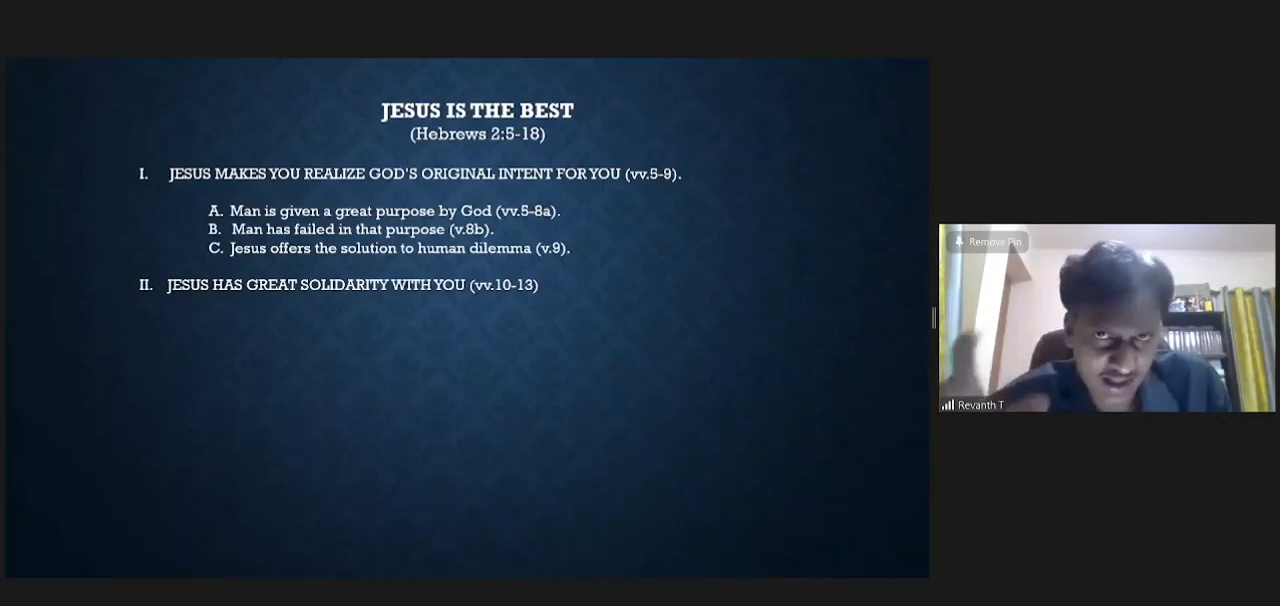 JESUS IS THE BEST
(Hebrews 2:5-18)
I. JESUS MAKES YOU REALIZE GOD'S ORIGINAL INTENT FOR YOU (vv.5-9).
A. Man is given a great purpose by God (vv.5-8a).
B. Man has failed in that purpose (v.8b).
C. Jesus offers the solution to human dilemma (v.9).
II. JESUS HAS GREAT SOLIDARITY WITH YOU (vv.10-13)
Remove Pin
Revanth T